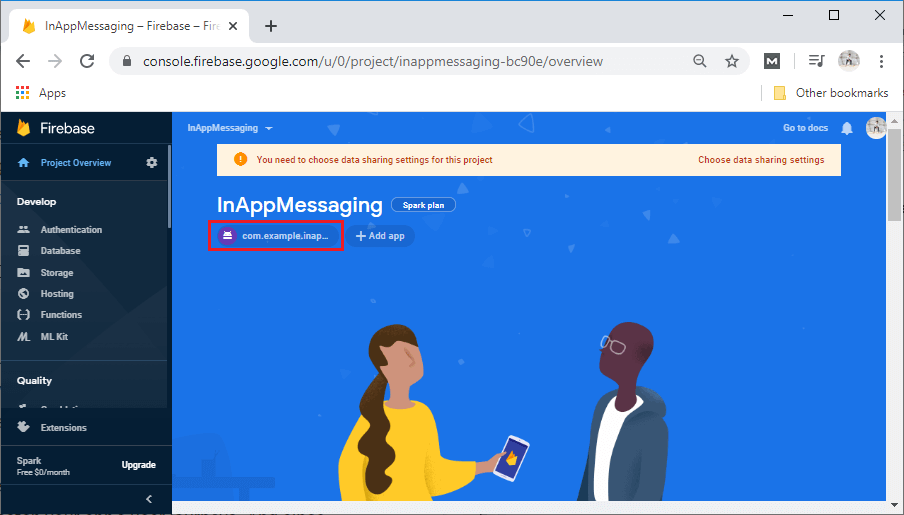 InAppMessaging – Firebase – Fire
console.firebase.google.com/u/0/project/inappmessaging-bc90e/overview
M
Apps
Other bookmarks
Firebase
InAppMessaging
Go to docs
Project Overview
You need to choose data sharing settings for this project
Choose data sharing settings
Develop
InAppMessaging
Spark plan
Authentication
com.example.inap...
Add app
Database
Storage
Hosting
Functions
ML Kit
Quality
Extensions
Spark
Free $0/month
Upgrade